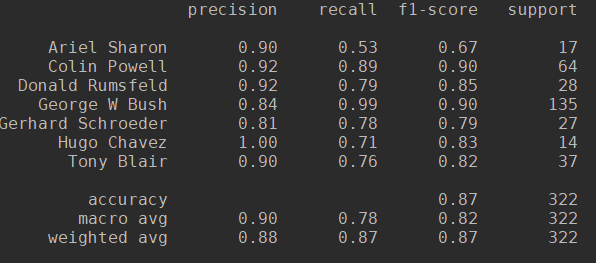 precision recall f1-score support
Ariel Sharon 0.90 0.53 0.67 17
Colin Powell 0.92 0.89 0.90 64
Donald Rumsfeld 0.92 0.79 0.85 28
George W Bush 0.84 0.99 0.90 135
Gerhard Schroeder 0.81 0.78 0.79 27
Hugo Chavez 1.00 0.71 0.83 14
Tony Blair 0.90 0.76 0.82 37
accuracy 0.87 322
macro avg 0.90 0.78 0.82 322
weighted avg 0.88 0.87 0.87 322